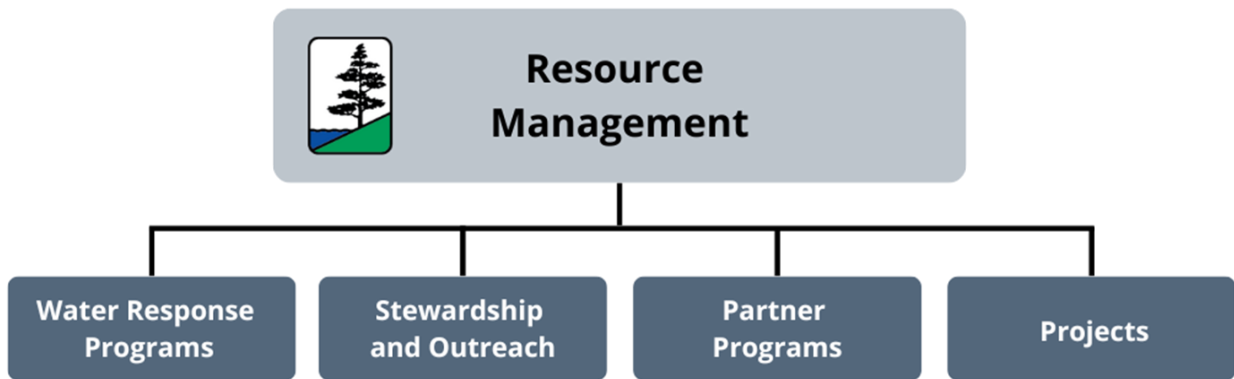 Resource
Management
Water Response
Programs
Stewardship
and Outreach
Partner
Programs
Projects